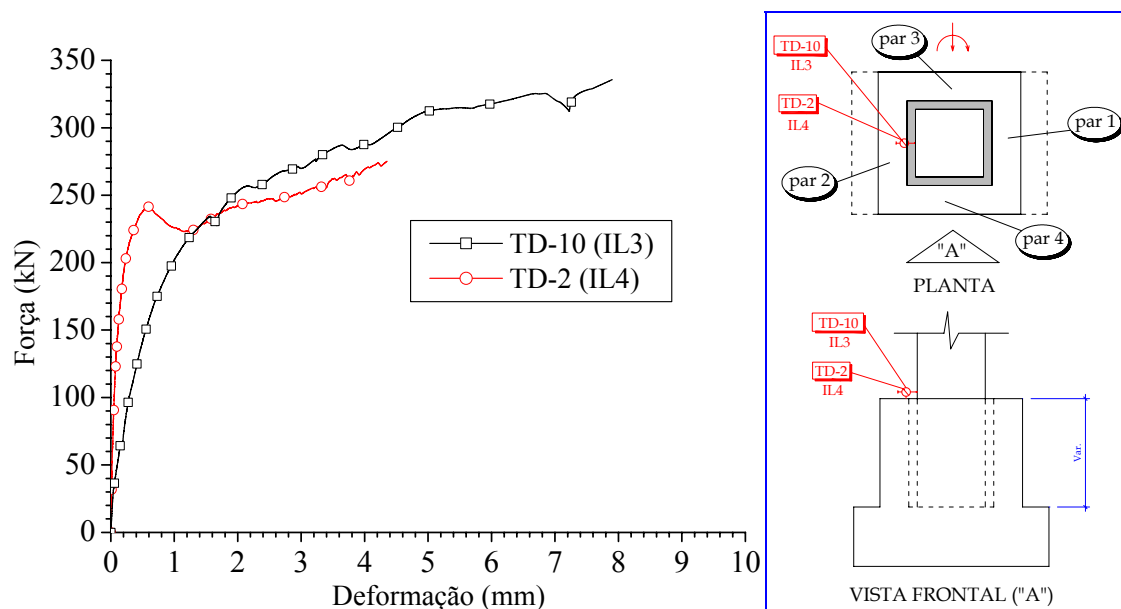 350
300
250
200
150
100
50
0
Força (kN)
0 1 2 3 4 5 6 7 8 9 10
Deformação (mm)
TD-10 (IL3)
TD-2 (IL4)
par 3
TD-10
IL3
TD-2
IL4
par 1
par 2
par 4
"A"
PLANTA
TD-10
IL3
TD-2
IL4
Var.
VISTA FRONTAL ("A")